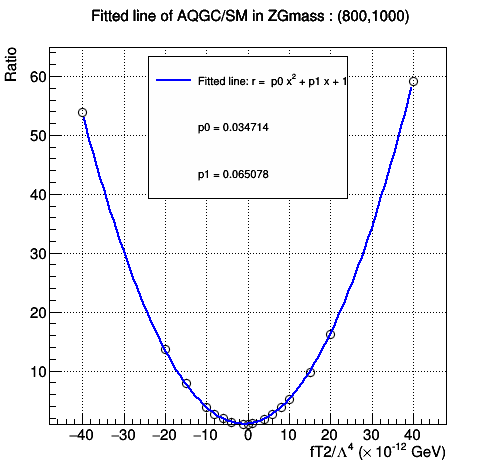 Fitted line of AQGC/SM in ZGmass : (800,1000)
Ratio
Fitted line: r = p0 x² + p1 x + 1
p0 = 0.034714
p1 = 0.065078
60
50
40
30
20
10
−40 −30 −20 −10 0 10 20 30 40
fT2/Λ⁴ (× 10⁻¹² GeV)